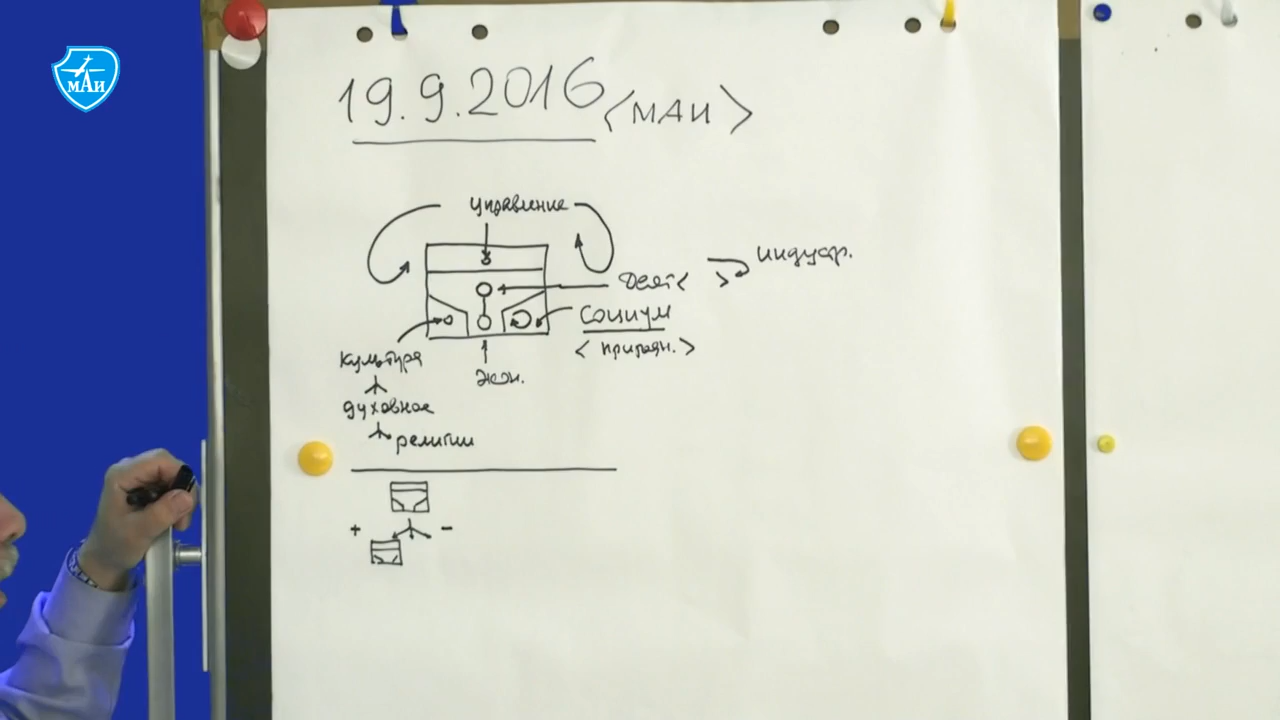 МАИ
19.9.2016 <МАИ>
управление
индустр.
деят< >
социум
< природн. >
культура
экон.
духовное
религии
+ -